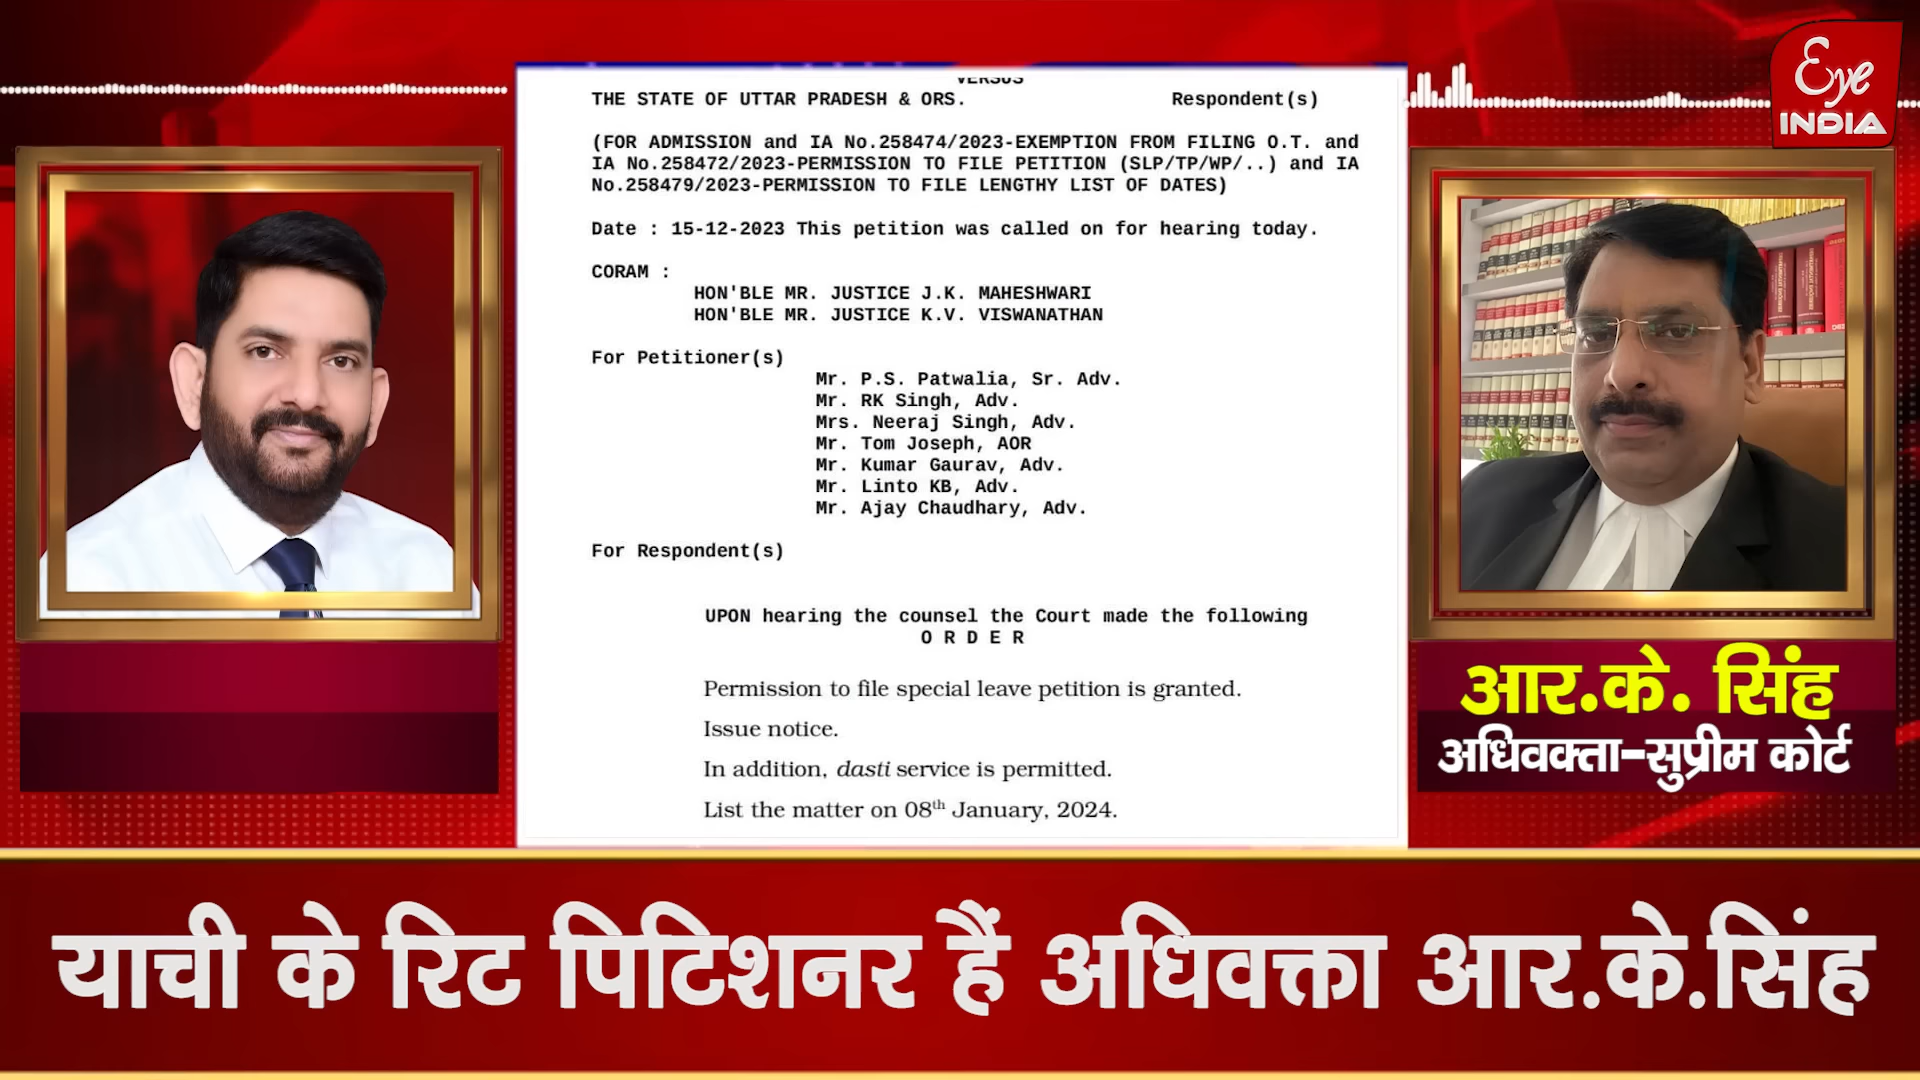 Eye
INDIA
VERSUS
THE STATE OF UTTAR PRADESH & ORS. Respondent(s)
(FOR ADMISSION and IA No.258474/2023-EXEMPTION FROM FILING O.T. and
IA No.258472/2023-PERMISSION TO FILE PETITION (SLP/TP/WP/..) and IA
No.258479/2023-PERMISSION TO FILE LENGTHY LIST OF DATES)
Date : 15-12-2023 This petition was called on for hearing today.
CORAM :
HON'BLE MR. JUSTICE J.K. MAHESHWARI
HON'BLE MR. JUSTICE K.V. VISWANATHAN
For Petitioner(s)
Mr. P.S. Patwalia, Sr. Adv.
Mr. RK Singh, Adv.
Mrs. Neeraj Singh, Adv.
Mr. Tom Joseph, AOR
Mr. Kumar Gaurav, Adv.
Mr. Linto KB, Adv.
Mr. Ajay Chaudhary, Adv.
For Respondent(s)
UPON hearing the counsel the Court made the following
O R D E R
Permission to file special leave petition is granted.
Issue notice.
In addition, dasti service is permitted.
List the matter on 08th January, 2024.
आर.के. सिंह
अधिवक्ता-सुप्रीम कोर्ट
याची के रिट पिटिशनर हैं अधिवक्ता आर.के.सिंह